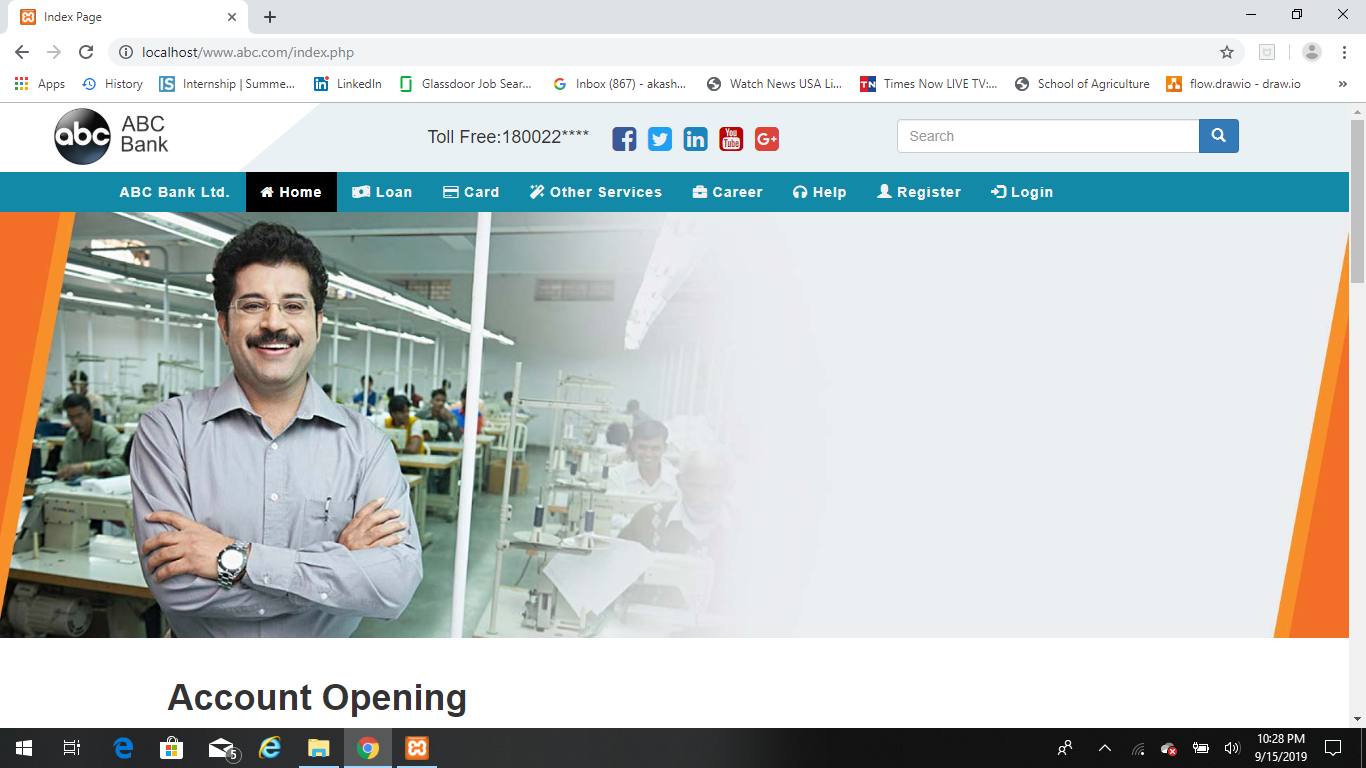 Index Page
localhost/www.abc.com/index.php
Apps History Internship | Summe... LinkedIn Glassdoor Job Sear... Inbox (867) - akash... Watch News USA Li... TN Times Now LIVE TV:... School of Agriculture flow.drawio - draw.io »
abc ABC Bank
Toll Free:180022****
You Tube
G+
Search
ABC Bank Ltd. Home Loan Card Other Services Career Help Register Login
Account Opening
5
10:28 PM
9/15/2019